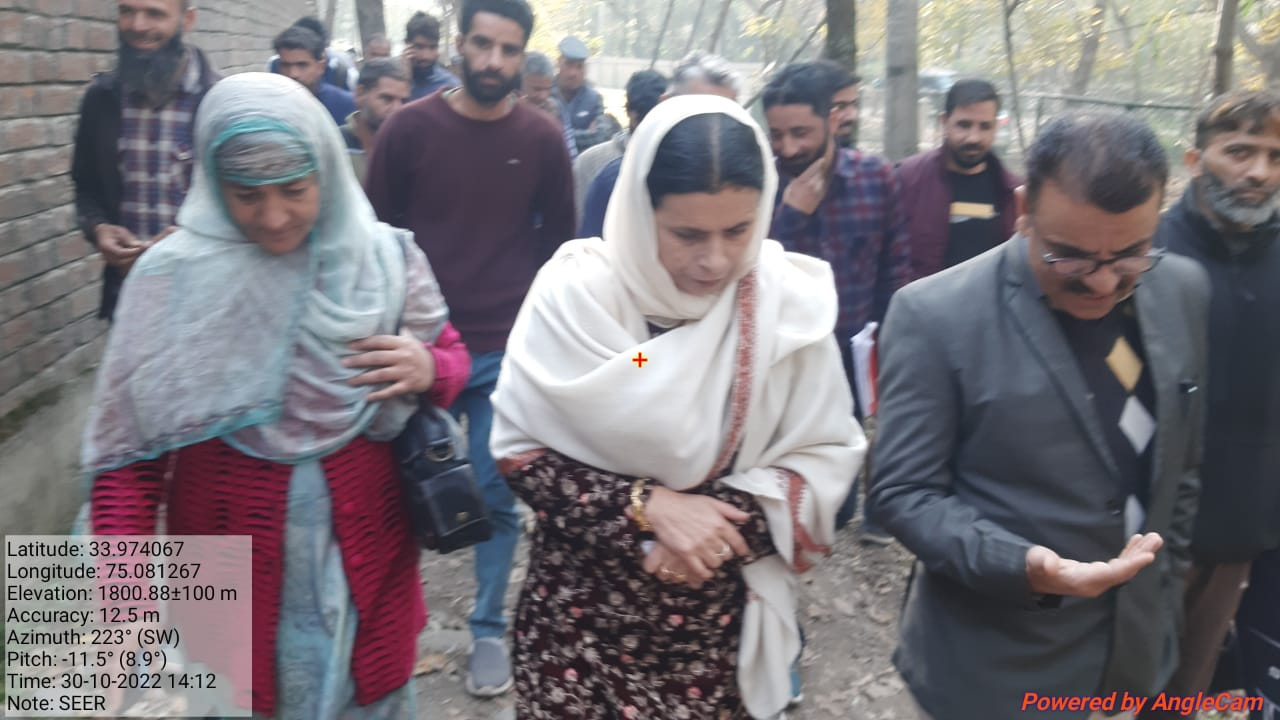 Latitude: 33.974067
Longitude: 75.081267
Elevation: 1800.88±100 m
Accuracy: 12.5 m
Azimuth: 223° (SW)
Pitch: -11.5° (8.9°)
Time: 30-10-2022 14:12
Note: SEER
Powered by AngleCam